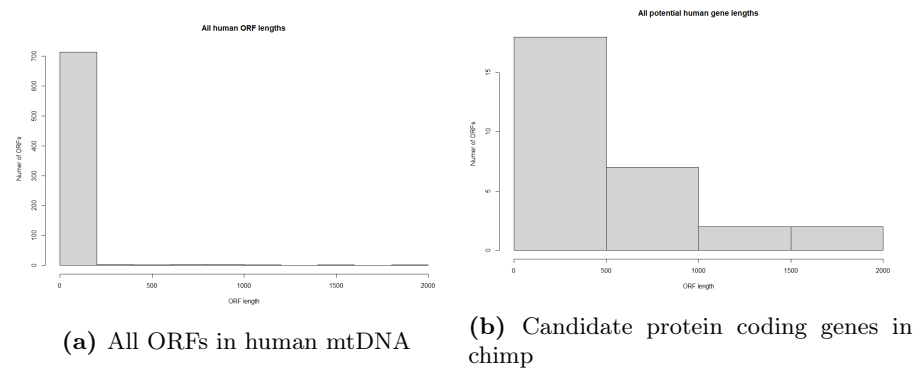 All human ORF lengths
Numer of ORFs
700
600
500
400
300
200
100
0
0 500 1000 1500 2000
ORF length
(a) All ORFs in human mtDNA
All potential human gene lengths
Numer of ORFs
15
10
5
0
0 500 1000 1500 2000
ORF length
(b) Candidate protein coding genes in
chimp